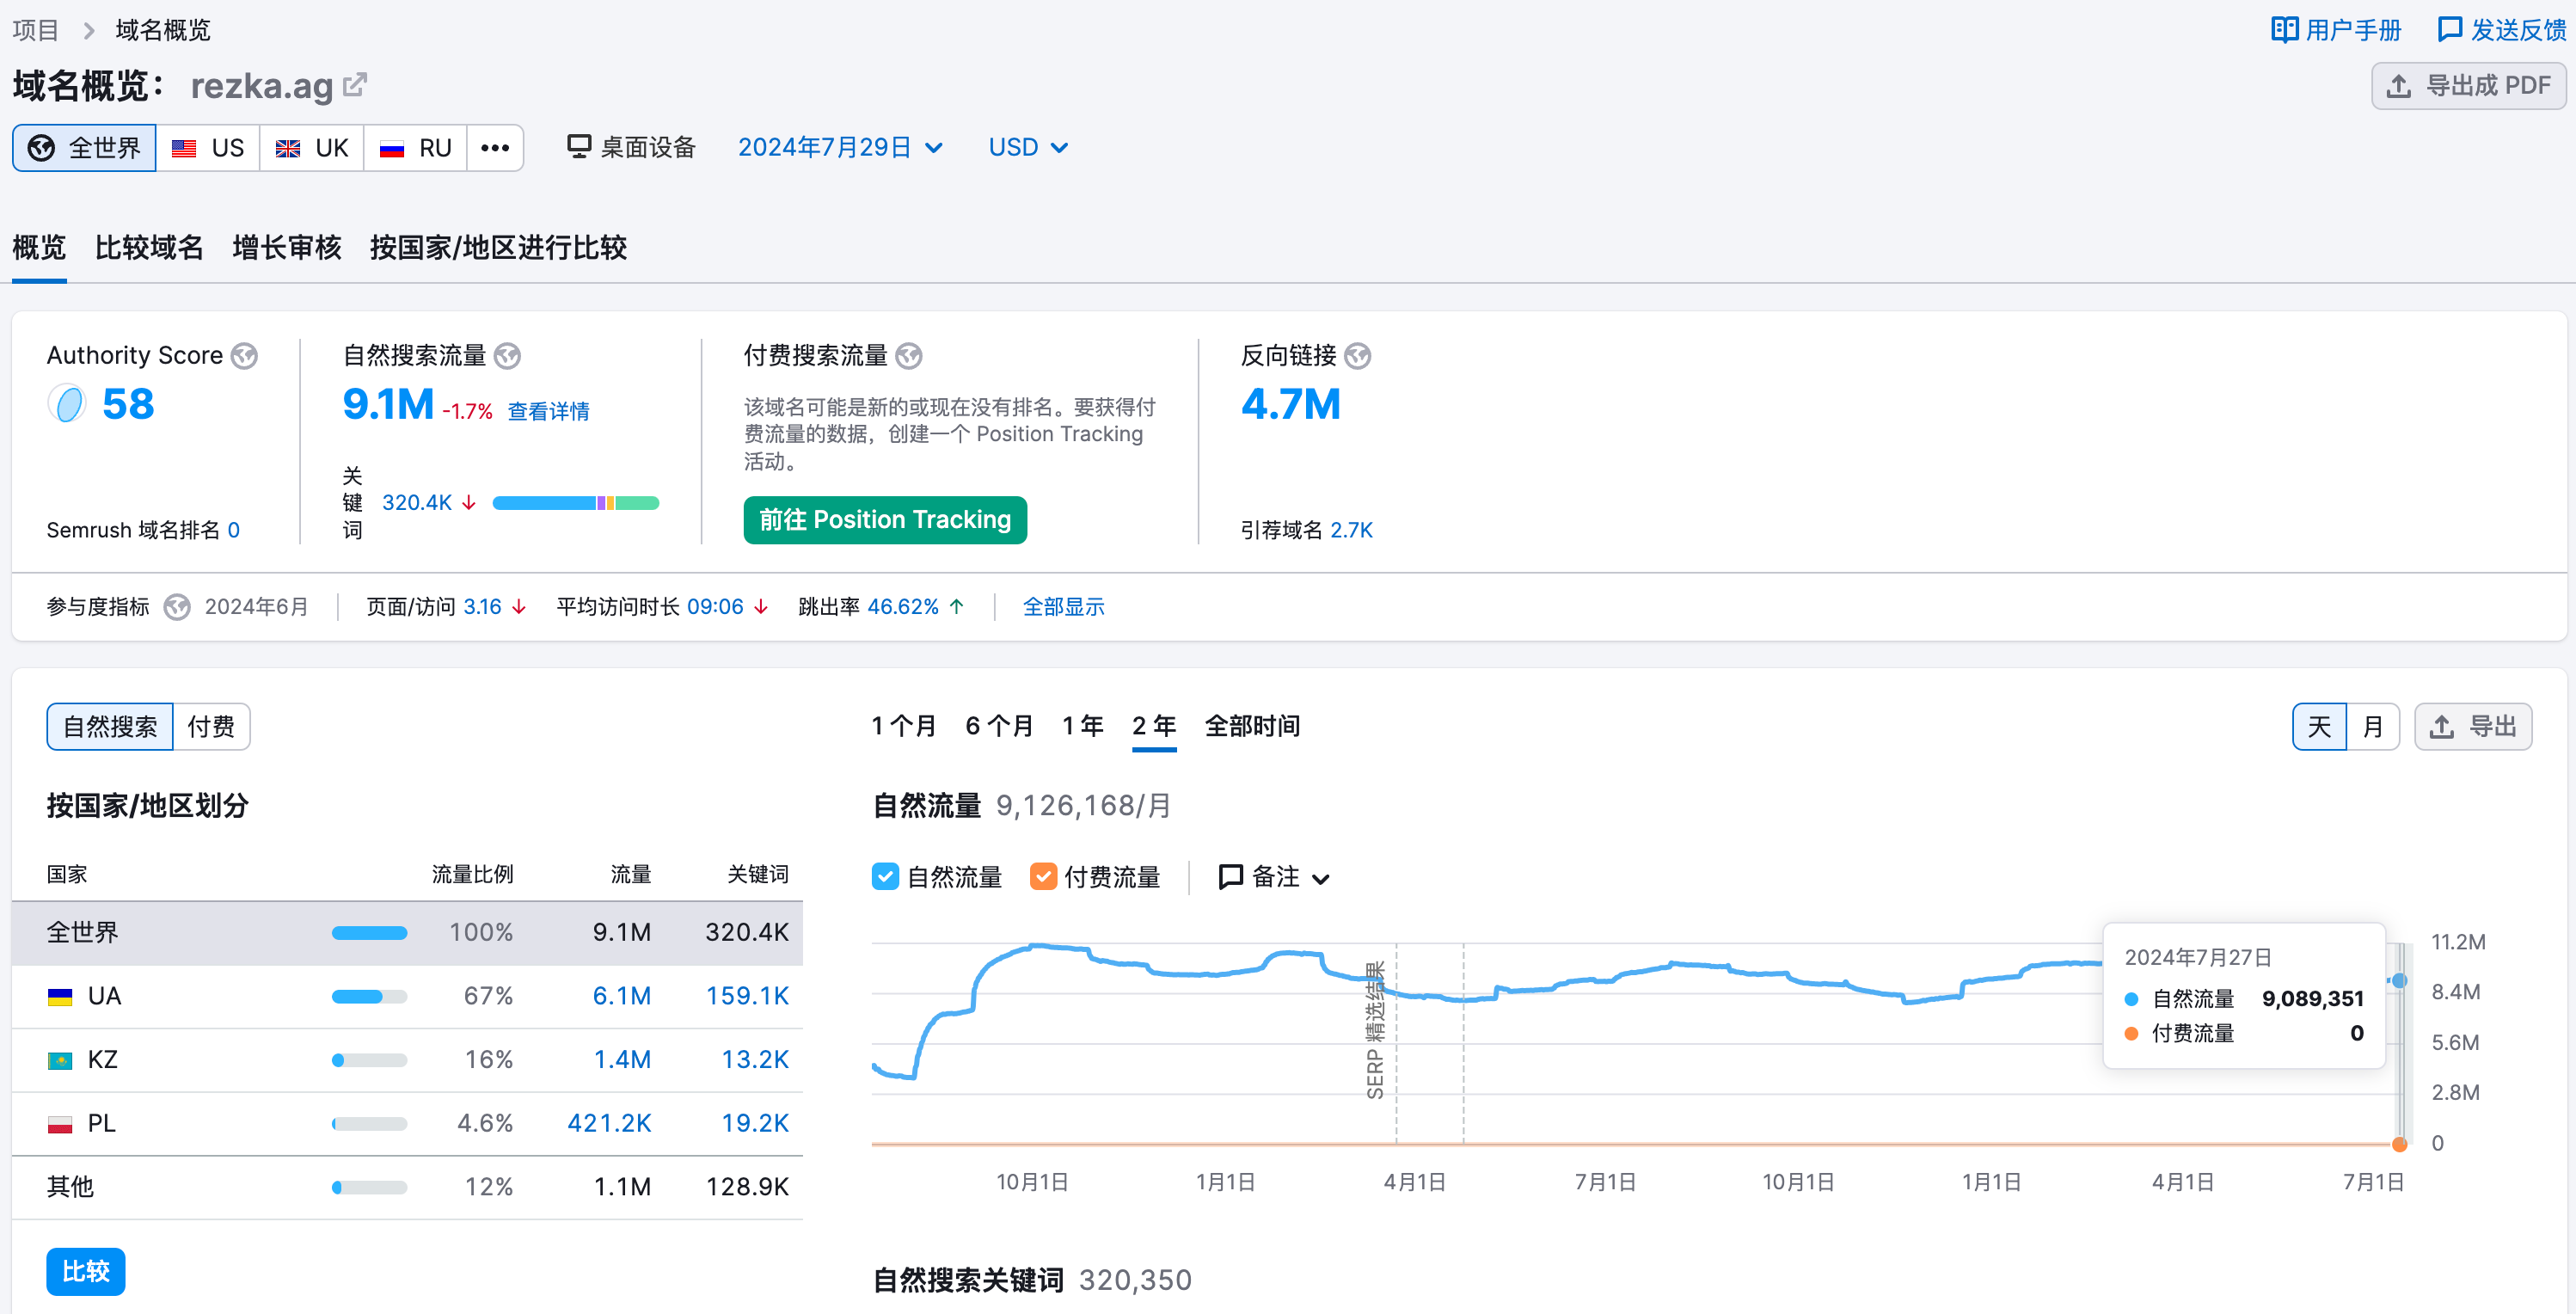 项目 > 域名概览
用户手册 发送反馈
域名概览： rezka.ag
导出成 PDF
全世界 US UK RU ••• 桌面设备 2024年7月29日 USD
概览 比较域名 增长审核 按国家/地区进行比较
Authority Score
58
Semrush 域名排名 0
自然搜索流量
9.1M -1.7% 查看详情
关键词 320.4K ↓
付费搜索流量
该域名可能是新的或现在没有排名。要获得付
费流量的数据，创建一个 Position Tracking
活动。
前往 Position Tracking
反向链接
4.7M
引荐域名 2.7K
参与度指标 2024年6月 页面/访问 3.16 ↓ 平均访问时长 09:06 ↓ 跳出率 46.62% ↑ 全部显示
自然搜索 付费
按国家/地区划分
国家 流量比例 流量 关键词
全世界 100% 9.1M 320.4K
UA 67% 6.1M 159.1K
KZ 16% 1.4M 13.2K
PL 4.6% 421.2K 19.2K
其他 12% 1.1M 128.9K
比较
1 个月 6 个月 1 年 2 年 全部时间
天 月 导出
自然流量 9,126,168/月
自然流量 付费流量 备注
SERP 精选结果
2024年7月27日
自然流量 9,089,351
付费流量 0
11.2M
8.4M
5.6M
2.8M
0
10月1日 1月1日 4月1日 7月1日 10月1日 1月1日 4月1日 7月1日
自然搜索关键词 320,350